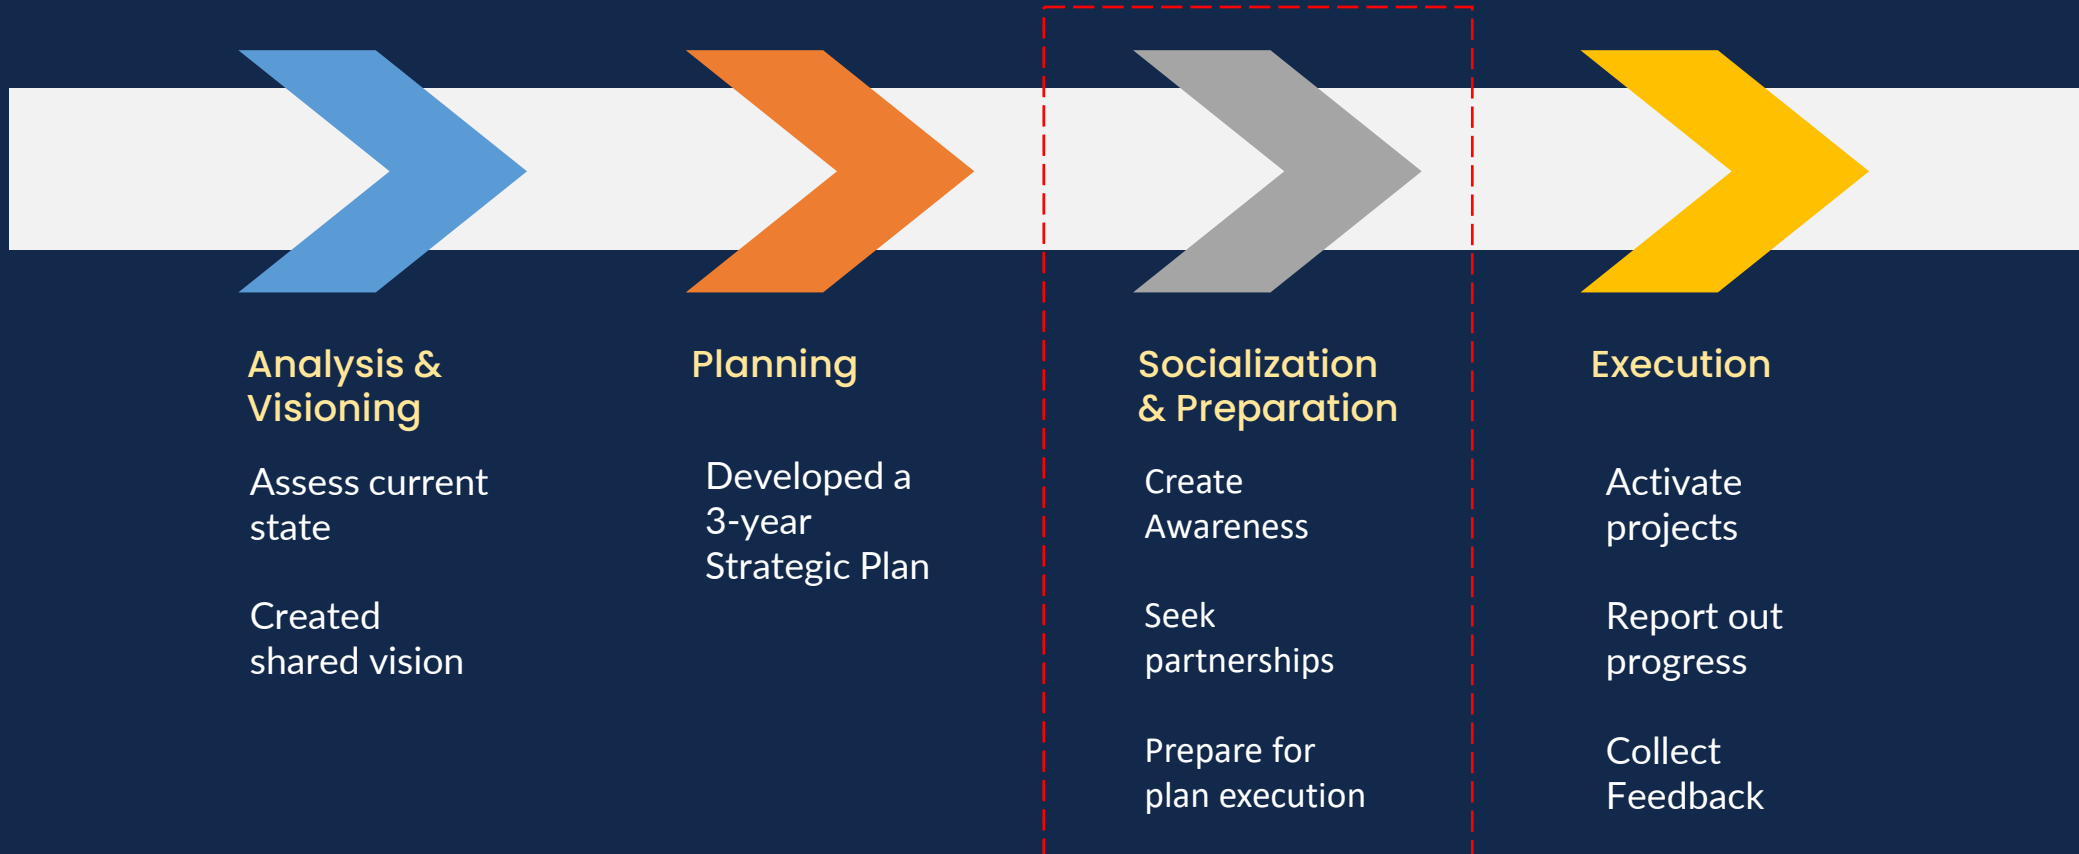 Analysis &
Visioning
Assess current
state
Created
shared vision
Planning
Developed a
3-year
Strategic Plan
Socialization
& Preparation
Create
Awareness
Seek
partnerships
Prepare for
plan execution
Execution
Activate
projects
Report out
progress
Collect
Feedback